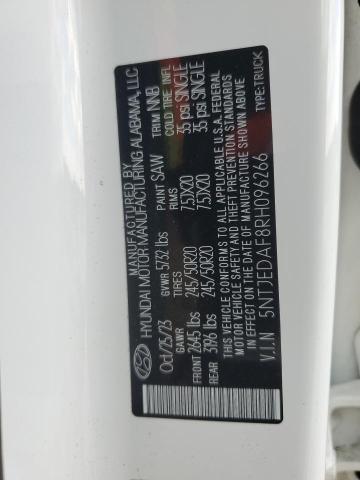 MANUFACTURED BY
HYUNDAI MOTOR MANUFACTURING ALABAMA, LLC
Oct/25/23 GVWR 5732 lbs PAINT SAW TRIM NNB
GAWR TIRES RIMS COLD TIRE INFL
FRONT 2645 lbs 245/50R20 7.5JX20 35 psi SINGLE
REAR 3196 lbs 245/50R20 7.5JX20 35 psi SINGLE
THIS VEHICLE CONFORMS TO ALL APPLICABLE U.S.A. FEDERAL
MOTOR VEHICLE SAFETY AND THEFT PREVENTION STANDARDS
IN EFFECT ON THE DATE OF MANUFACTURE SHOWN ABOVE.
V.I.N 5NTJEDAF8RH096266 TYPE:TRUCK